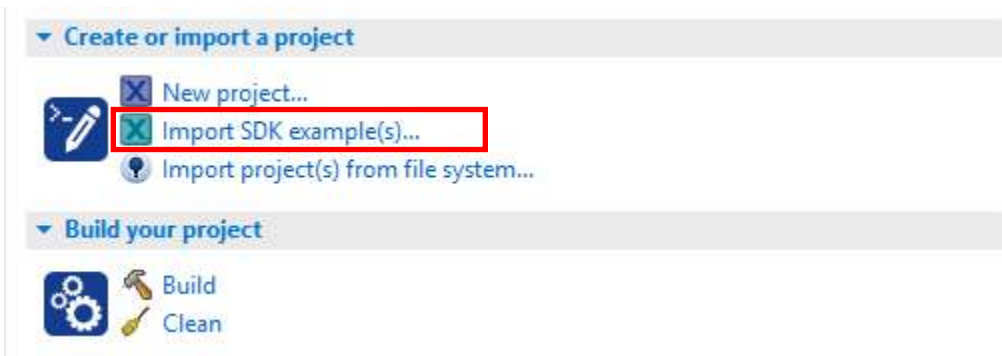 Create or import a project
New project...
Import SDK example(s)...
Import project(s) from file system...
Build your project
Build
Clean